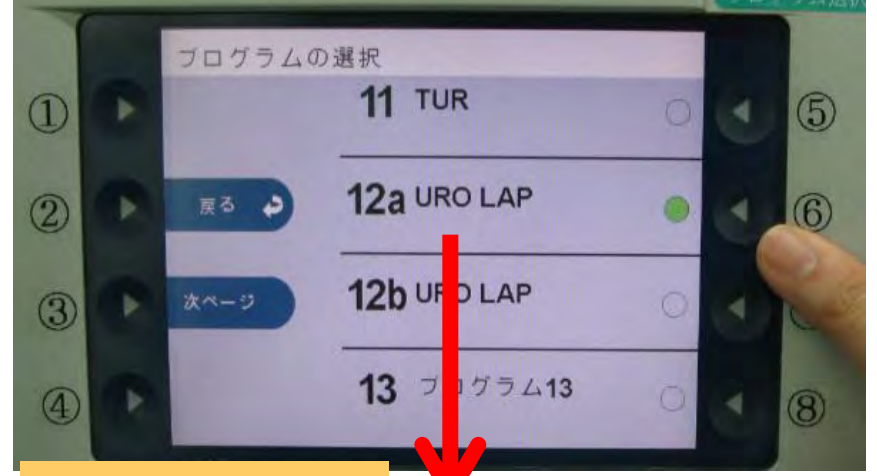 プログラムの選択
① 11 TUR ⑤
② 戻る 12a URO LAP ⑥
③ 次ページ 12b URO LAP
④ 13 プログラム13 ⑧